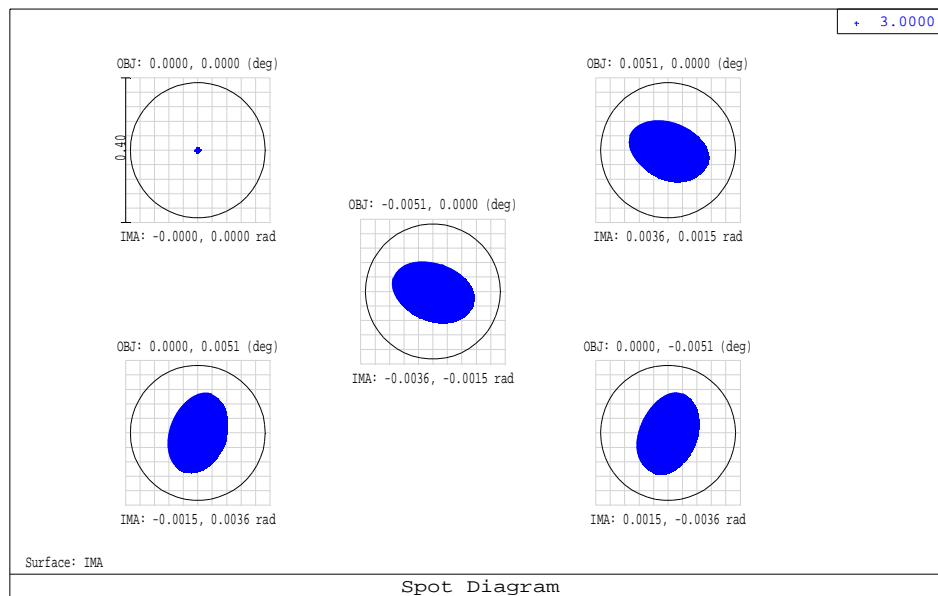 + 3.0000
OBJ: 0.0000, 0.0000 (deg)
OBJ: 0.0051, 0.0000 (deg)
0.40
IMA: -0.0000, 0.0000 rad
IMA: 0.0036, 0.0015 rad
OBJ: -0.0051, 0.0000 (deg)
IMA: -0.0036, -0.0015 rad
OBJ: 0.0000, 0.0051 (deg)
OBJ: 0.0000, -0.0051 (deg)
IMA: -0.0015, 0.0036 rad
IMA: 0.0015, -0.0036 rad
Surface: IMA
Spot Diagram